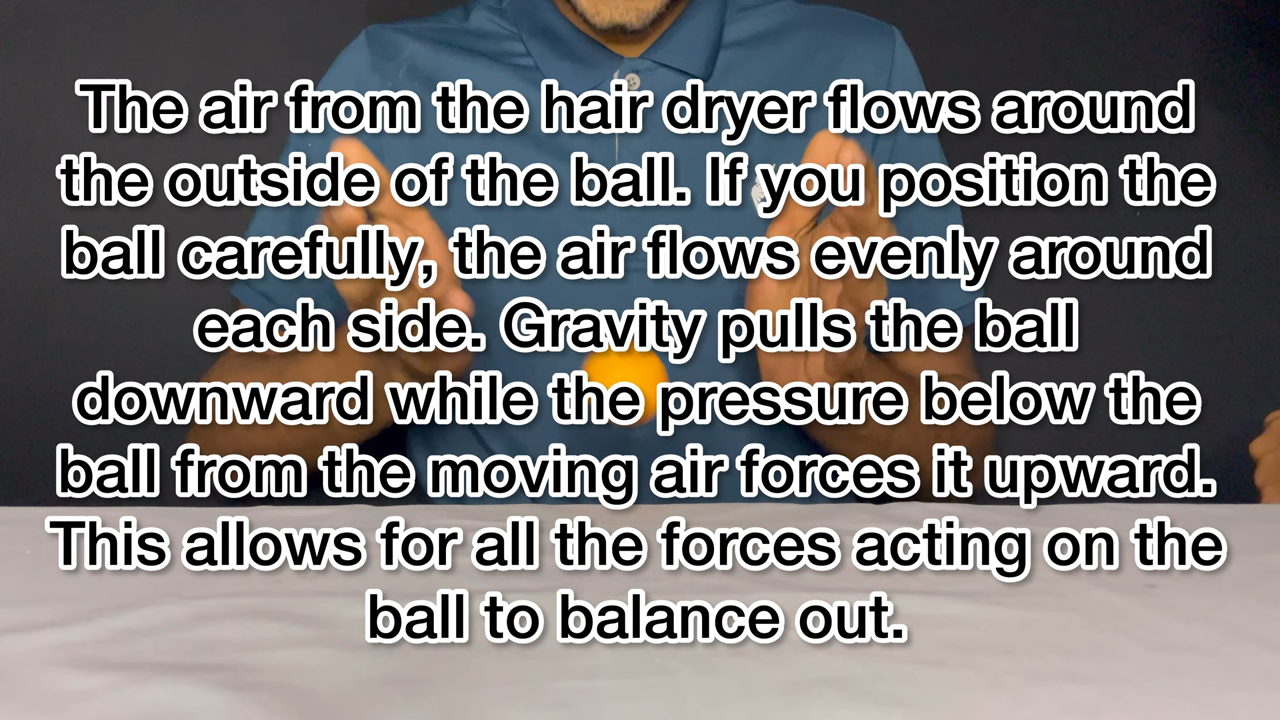 The air from the hair dryer flows around
the outside of the ball. If you position the
ball carefully, the air flows evenly around
each side. Gravity pulls the ball
downward while the pressure below the
ball from the moving air forces it upward.
This allows for all the forces acting on the
ball to balance out.